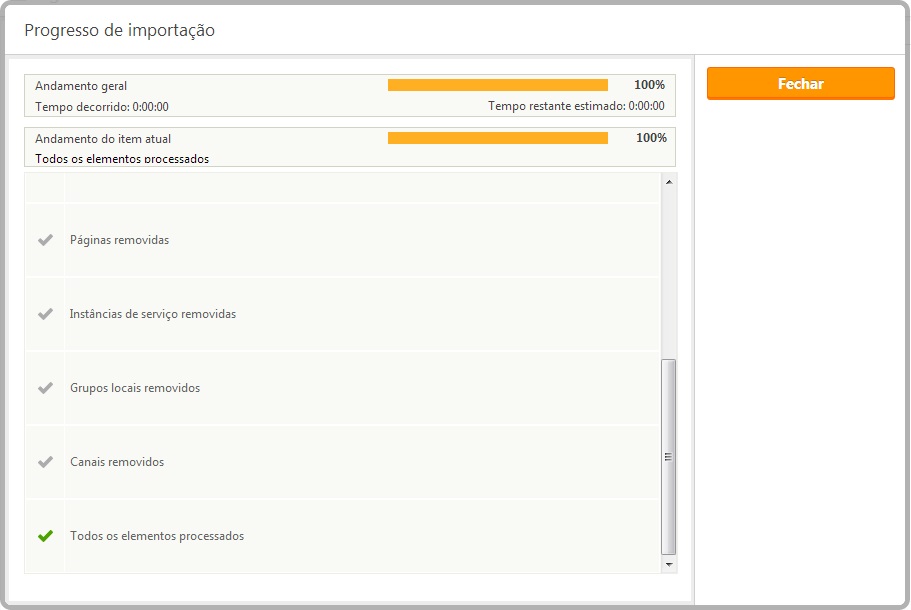 Progresso de importação
Andamento geral 100%
Tempo decorrido: 0:00:00 Tempo restante estimado: 0:00:00
Andamento do item atual 100%
Todos os elementos processados
Páginas removidas
Instâncias de serviço removidas
Grupos locais removidos
Canais removidos
Todos os elementos processados
Fechar